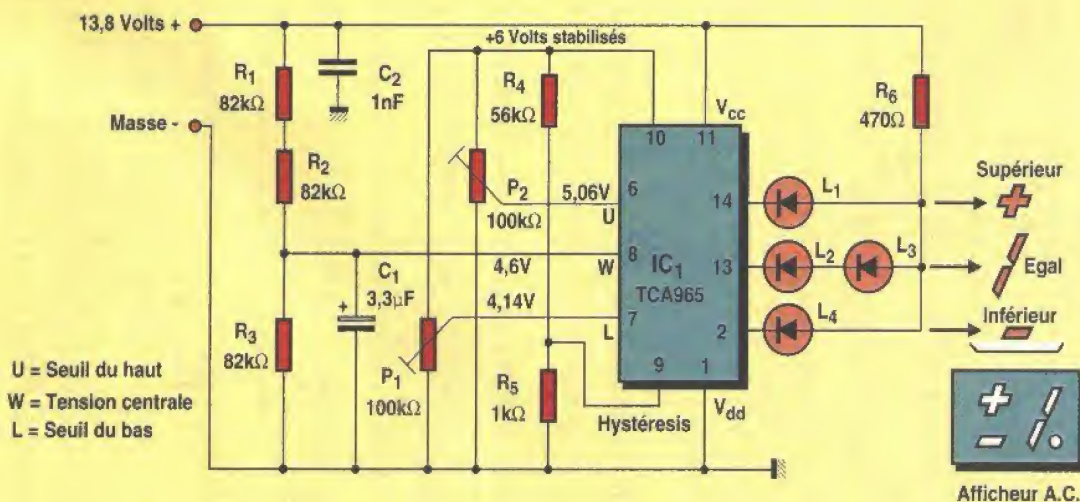 13,8 Volts +
Masse -
R1
82kΩ
R2
82kΩ
R3
82kΩ
C2
1nF
C1
+
3,3µF
+6 Volts stabilisés
R4
56kΩ
P2
100kΩ
P1
100kΩ
R5
1kΩ
5,06V
U
4,6V
W
4,14V
L
Hystéresis
10
11
Vcc
6
14
8
13
IC1
TCA965
7
2
9
1
Vdd
R6
470Ω
L1
L2
L3
L4
Supérieur
Egal
Inférieur
Afficheur A.C.
U = Seuil du haut
W = Tension centrale
L = Seuil du bas